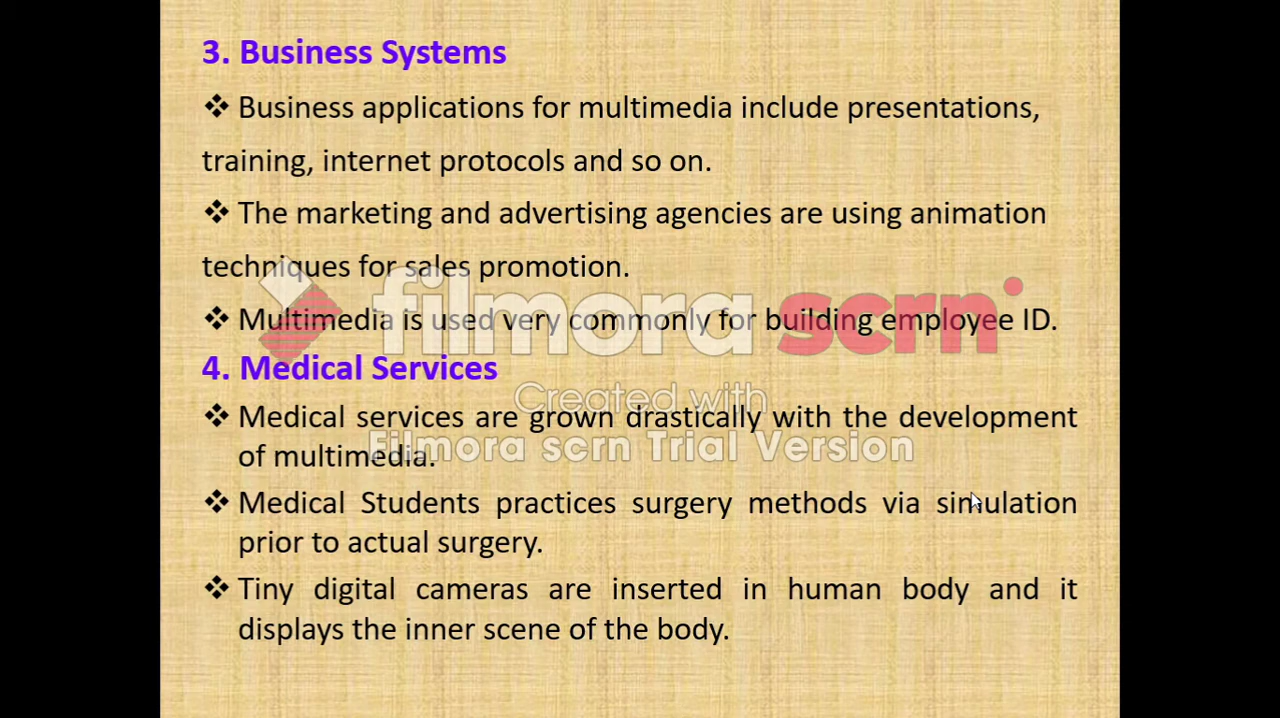 3. Business Systems
❖ Business applications for multimedia include presentations,
training, internet protocols and so on.
❖ The marketing and advertising agencies are using animation
techniques for sales promotion.
❖ Multimedia is used very commonly for building employee ID.
filmora scrn
4. Medical Services
Created with
❖ Medical services are grown drastically with the development
Filmora scrn Trial Version
of multimedia.
❖ Medical Students practices surgery methods via simulation
prior to actual surgery.
❖ Tiny digital cameras are inserted in human body and it
displays the inner scene of the body.